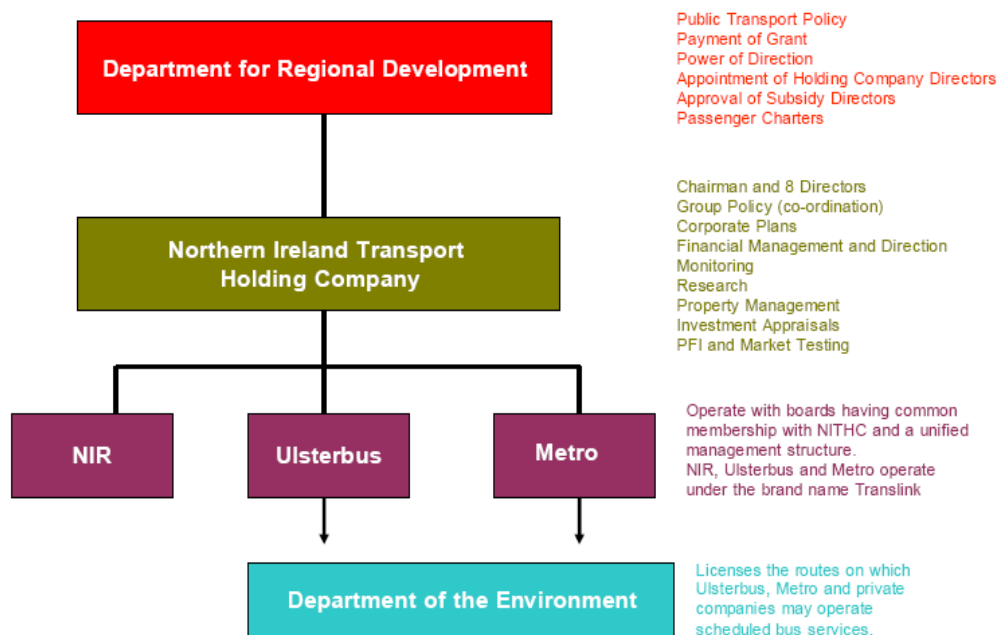 Department for Regional Development
Public Transport Policy
Payment of Grant
Power of Direction
Appointment of Holding Company Directors
Approval of Subsidy Directors
Passenger Charters
Northern Ireland Transport
Holding Company
Chairman and 8 Directors
Group Policy (co-ordination)
Corporate Plans
Financial Management and Direction
Monitoring
Research
Property Management
Investment Appraisals
PFI and Market Testing
NIR
Ulsterbus
Metro
Operate with boards having common
membership with NITHC and a unified
management structure.
NIR, Ulsterbus and Metro operate
under the brand name Translink
Department of the Environment
Licenses the routes on which
Ulsterbus, Metro and private
companies may operate
scheduled bus services.